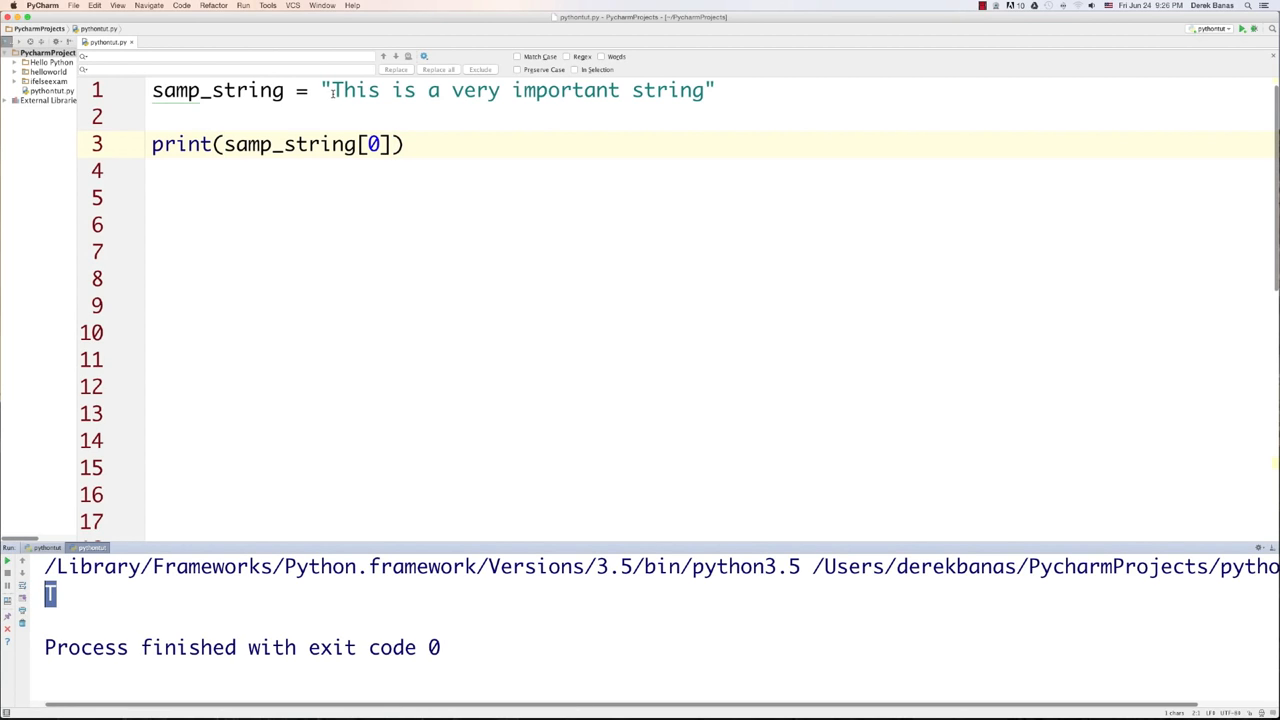 PyCharm File Edit View Navigate Code Refactor Run Tools VCS Window Help 10 Fri Jun 24 9:26 PM Derek Banas
pythontut.py - PycharmProjects - [~/PycharmProjects]
PycharmProjects pythontut.py pythontut
pythontut.py ×
PycharmProject
Hello Python
helloworld
ifelseexam
pythontut.py
External Librarie
Match Case Regex Words
Replace Replace all Exclude Preserve Case In Selection
1 samp_string = "This is a very important string"
2
3 print(samp_string[0])
4
5
6
7
8
9
10
11
12
13
14
15
16
17
Run: pythontut pythontut
/Library/Frameworks/Python.framework/Versions/3.5/bin/python3.5 /Users/derekbanas/PycharmProjects/pytho
T
Process finished with exit code 0
1 chars 2:1 LF÷ UTF-8÷